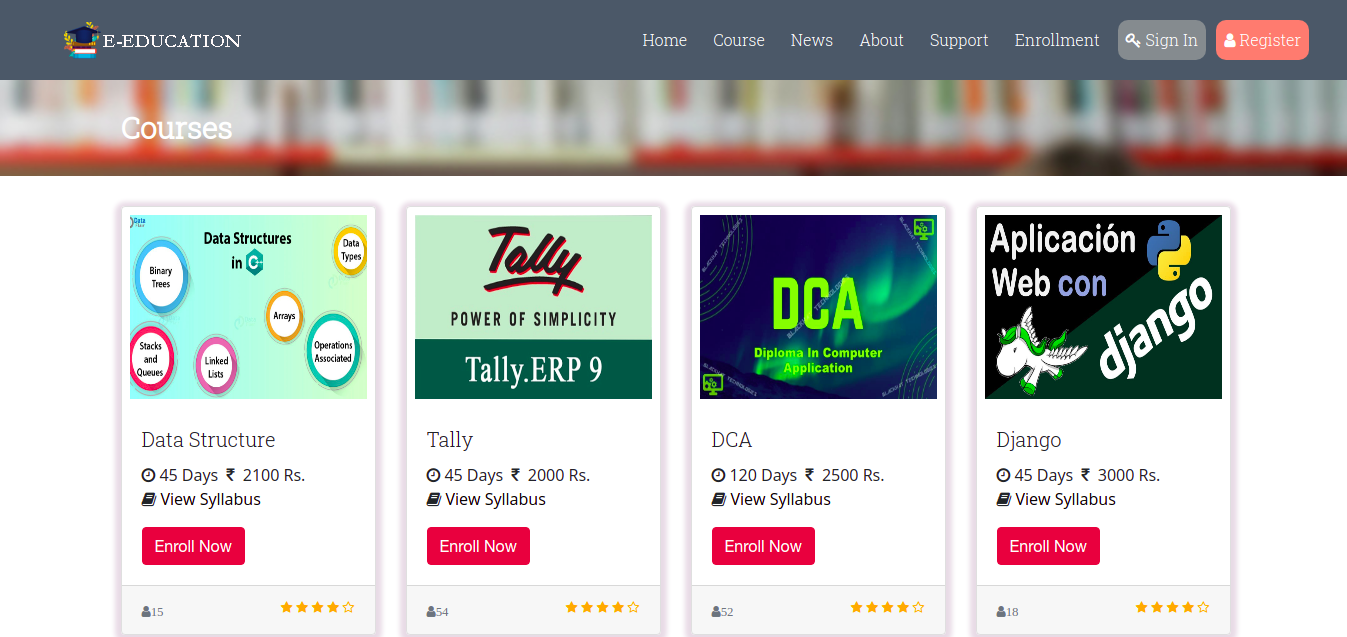 E-EDUCATION
Home Course News About Support Enrollment Sign In Register
Courses
Data
Data Structures
in C++
Data
Types
Binary
Trees
Arrays
Stacks
and
Queues
Linked
Lists
Operations
Associated
Tally
POWER OF SIMPLICITY
Tally.ERP 9
DCA
Diploma In Computer
Application
Aplicación
Web con
django
Data Structure
45 Days ₹ 2100 Rs.
View Syllabus
Enroll Now
15
Tally
45 Days ₹ 2000 Rs.
View Syllabus
Enroll Now
54
DCA
120 Days ₹ 2500 Rs.
View Syllabus
Enroll Now
52
Django
45 Days ₹ 3000 Rs.
View Syllabus
Enroll Now
18